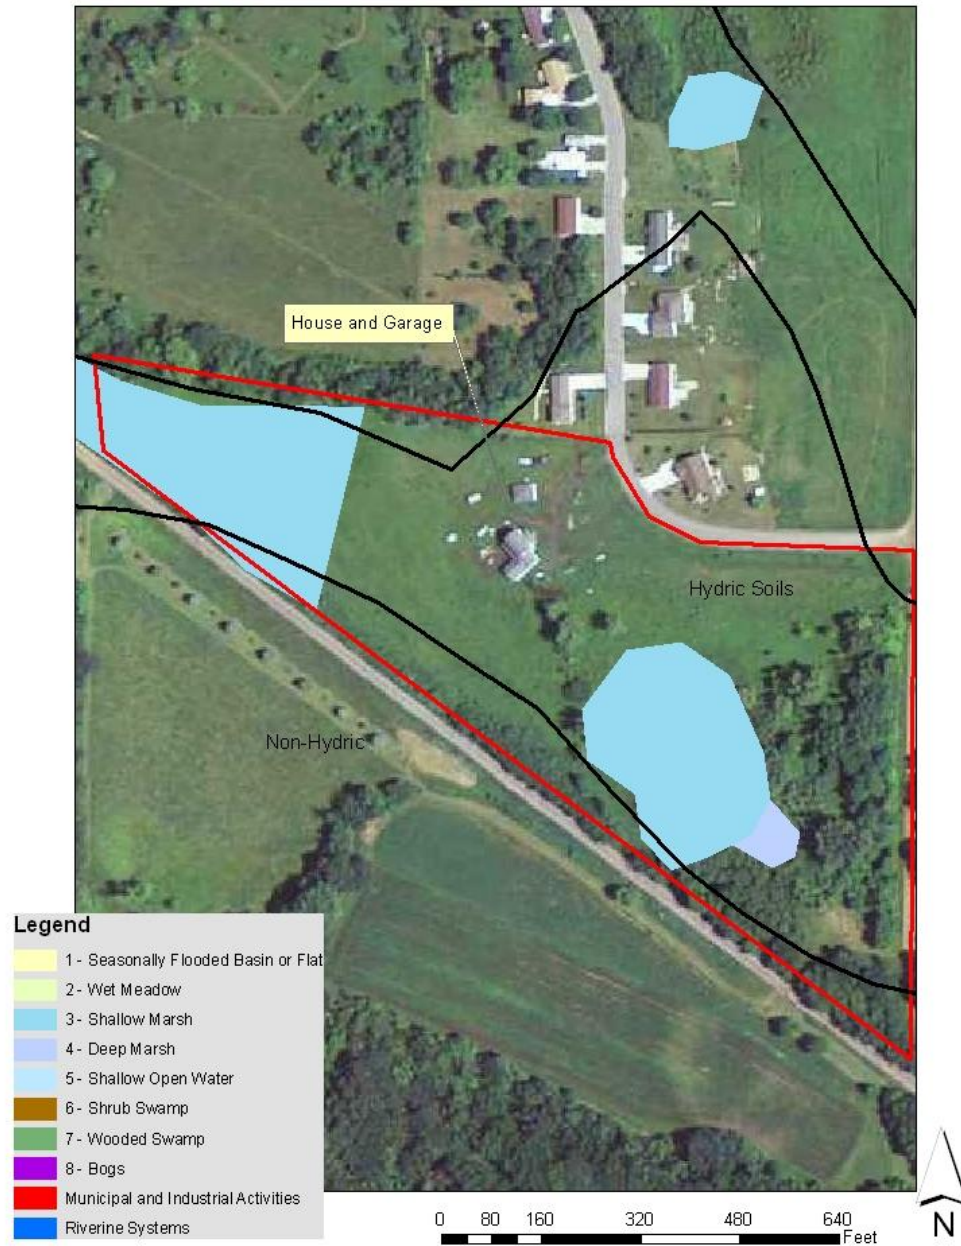 House and Garage
Hydric Soils
Non-Hydric
Legend
1 - Seasonally Flooded Basin or Flat
2 - Wet Meadow
3 - Shallow Marsh
4 - Deep Marsh
5 - Shallow Open Water
6 - Shrub Swamp
7 - Wooded Swamp
8 - Bogs
Municipal and Industrial Activities
Riverine Systems
0 80 160 320 480 640
Feet
N